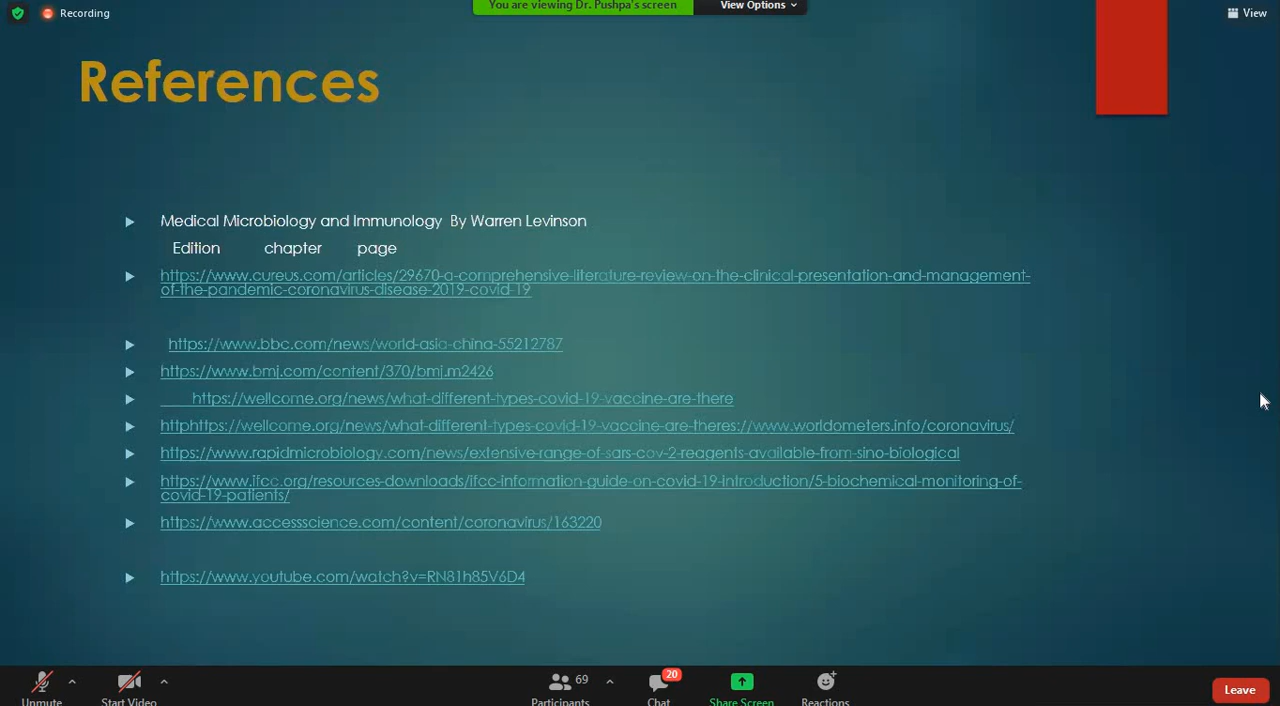 Recording
You are viewing Dr. Pushpa's screen
View Options
View
References
Medical Microbiology and Immunology By Warren Levinson
Edition chapter page
https://www.cureus.com/articles/29670-a-comprehensive-literature-review-on-the-clinical-presentation-and-management-
of-the-pandemic-coronavirus-disease-2019-covid-19
https://www.bbc.com/news/world-asia-china-55212787
https://www.bmj.com/content/370/bmj.m2426
https://wellcome.org/news/what-different-types-covid-19-vaccine-are-there
httphttps://wellcome.org/news/what-different-types-covid-19-vaccine-are-theres://www.worldometers.info/coronavirus/
https://www.rapidmicrobiology.com/news/extensive-range-of-sars-cov-2-reagents-available-from-sino-biological
https://www.ifcc.org/resources-downloads/ifcc-information-guide-on-covid-19-introduction/5-biochemical-monitoring-of-
covid-19-patients/
https://www.accessscience.com/content/coronavirus/163220
https://www.youtube.com/watch?v=RN81h85V6D4
69
20
Unmute
Start Video
Participants
Chat
Share Screen
Reactions
Leave